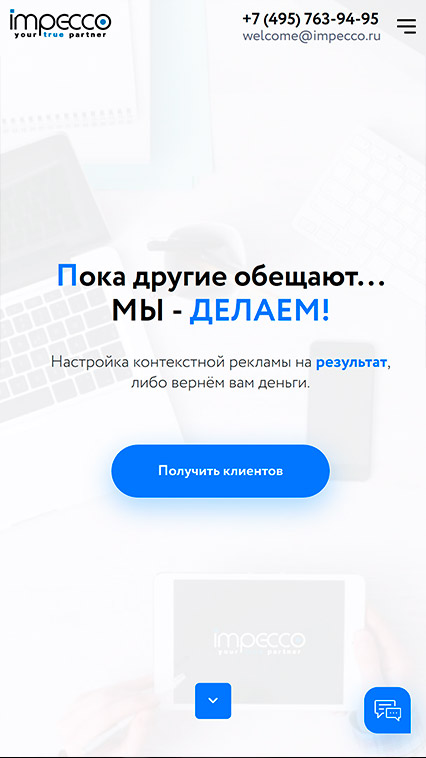 impecco
your true partner
+7 (495) 763-94-95
welcome@impecco.ru
Пока другие обещают...
МЫ - ДЕЛАЕМ!
Настройка контекстной рекламы на результат,
либо вернём вам деньги.
Получить клиентов
impecco
your true partner